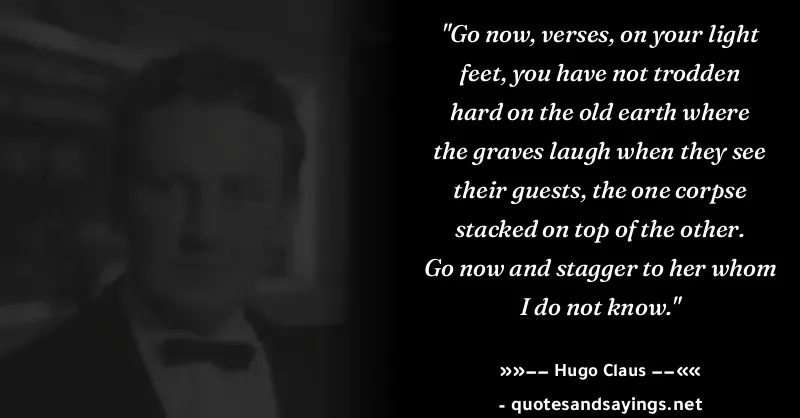 "Go now, verses, on your light
feet, you have not trodden
hard on the old earth where
the graves laugh when they see
their guests, the one corpse
stacked on top of the other.
Go now and stagger to her whom
I do not know."
»»−− Hugo Claus −−««
- quotesandsayings.net